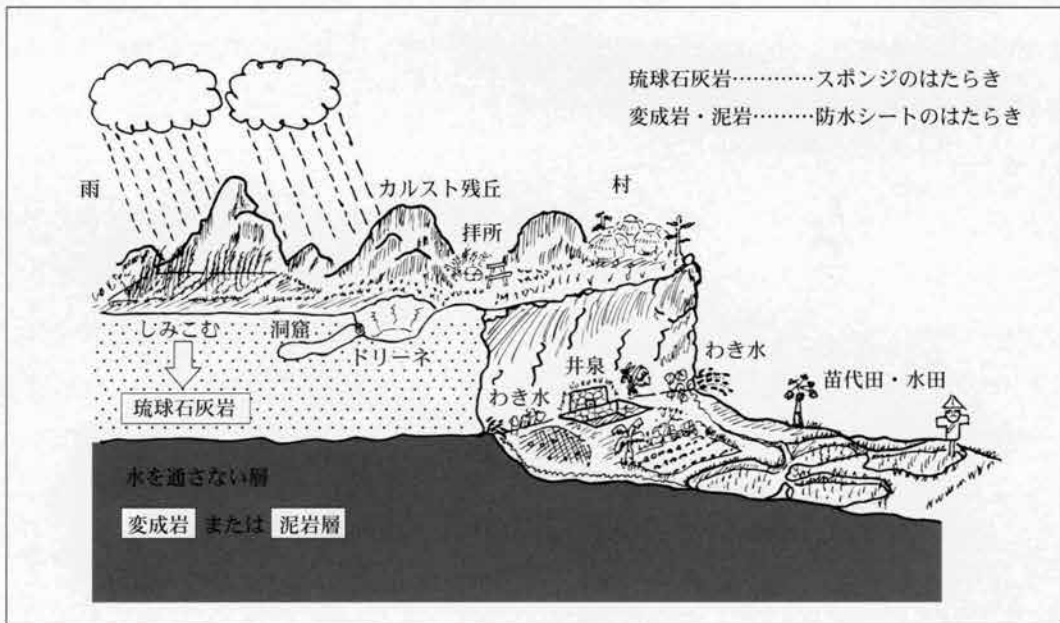 琉球石灰岩…………スポンジのはたらき
変成岩・泥岩………防水シートのはたらき
雨
カルスト残丘
村
拝所
しみこむ
洞窟
ドリーネ
わき水
井泉
わき水
苗代田・水田
琉球石灰岩
水を通さない層
変成岩 または 泥岩層